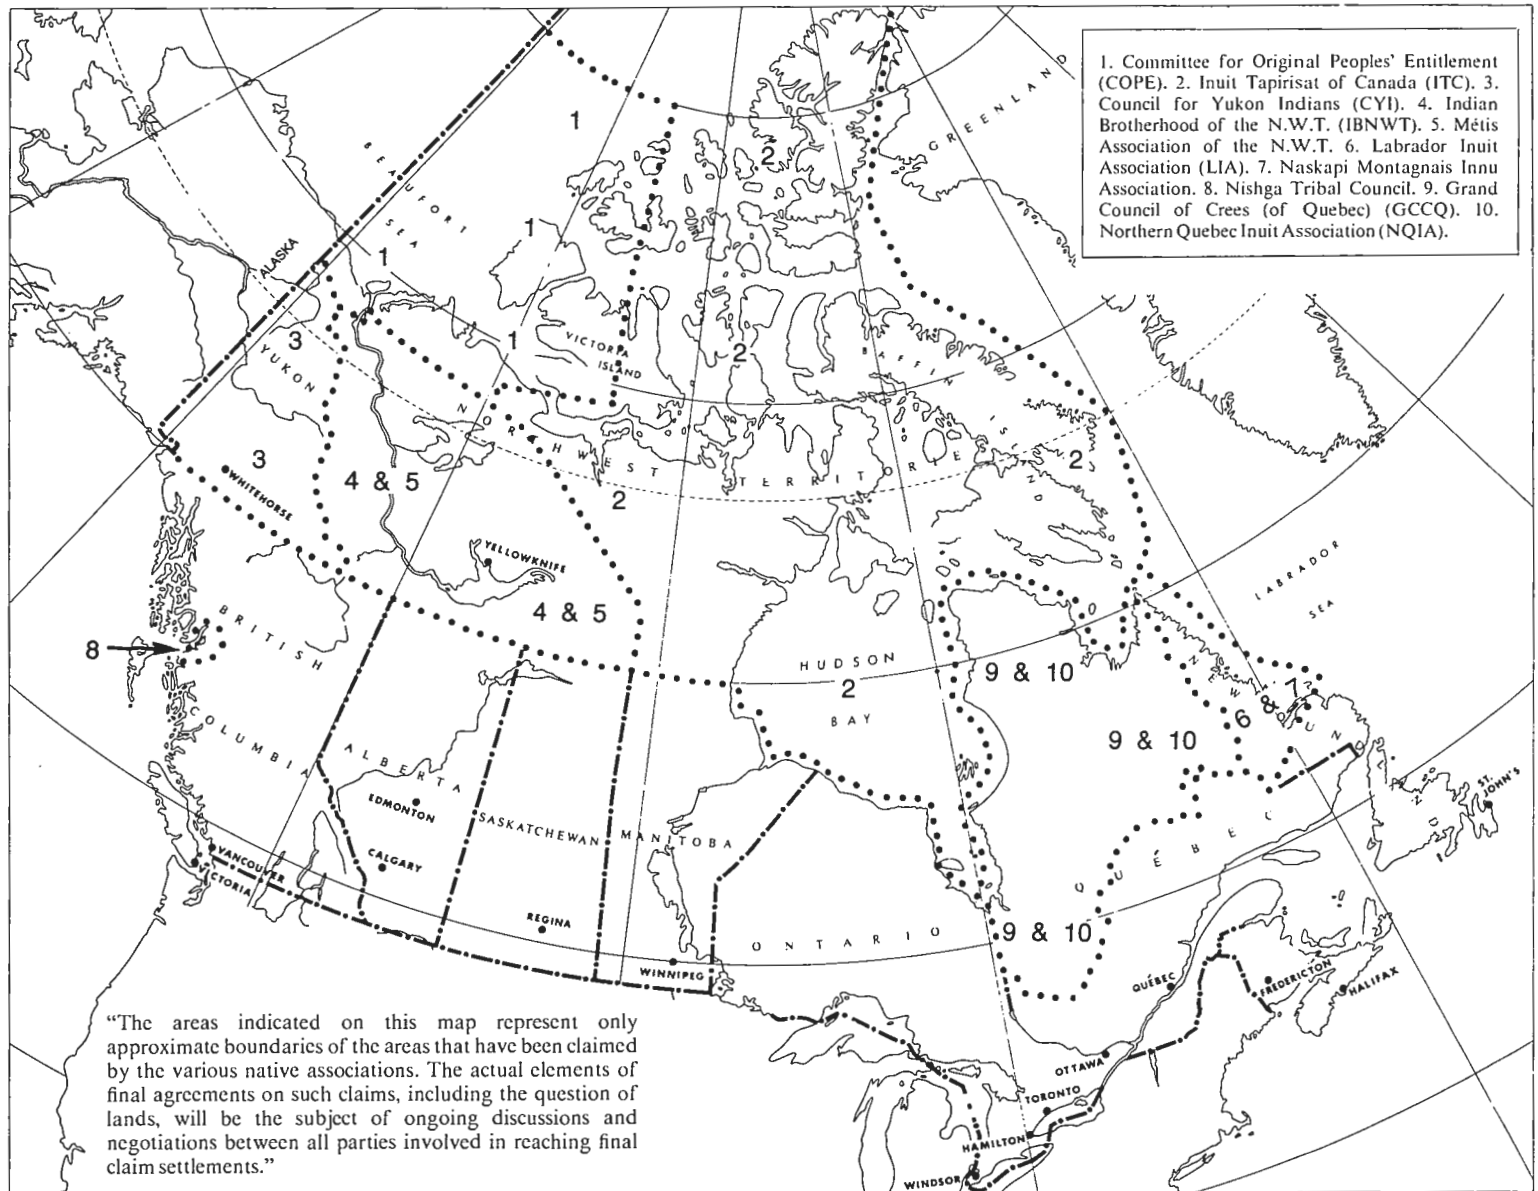 1. Committee for Original Peoples' Entitlement
(COPE). 2. Inuit Tapirisat of Canada (ITC). 3.
Council for Yukon Indians (CYI). 4. Indian
Brotherhood of the N.W.T. (IBNWT). 5. Métis
Association of the N.W.T. 6. Labrador Inuit
Association (LIA). 7. Naskapi Montagnais Innu
Association. 8. Nishga Tribal Council. 9. Grand
Council of Crees (of Quebec) (GCCQ). 10.
Northern Quebec Inuit Association (NQIA).
GREENLAND
1
2
BEAUFORT
SEA
1
ALASKA
1
3
YUKON
1
VICTORIA
ISLAND
2
BAFFIN
ISLAND
NORTHWEST TERRITORIE
3
WHITEHORSE
4 & 5
2
2
YELLOWKNIFE
4 & 5
LABRADOR
SEA
8
BRITISH
COLUMBIA
HUDSON
2
BAY
9 & 10
9 & 10
6 & 7
NEW
UN
ND
ALBERTA
EDMONTON
CALGARY
SASKATCHEWAN
MANITOBA
ST.
JOHN'S
VANCOUVER
CTORIA
REGINA
WINNIPEG
ONTARIO
QUÉBEC
9 & 10
QUÉBEC
FREDERICTON
HALIFAX
OTTAWA
TORONTO
HAMILTON
WINDSOR
“The areas indicated on this map represent only
approximate boundaries of the areas that have been claimed
by the various native associations. The actual elements of
final agreements on such claims, including the question of
lands, will be the subject of ongoing discussions and
negotiations between all parties involved in reaching final
claim settlements.”